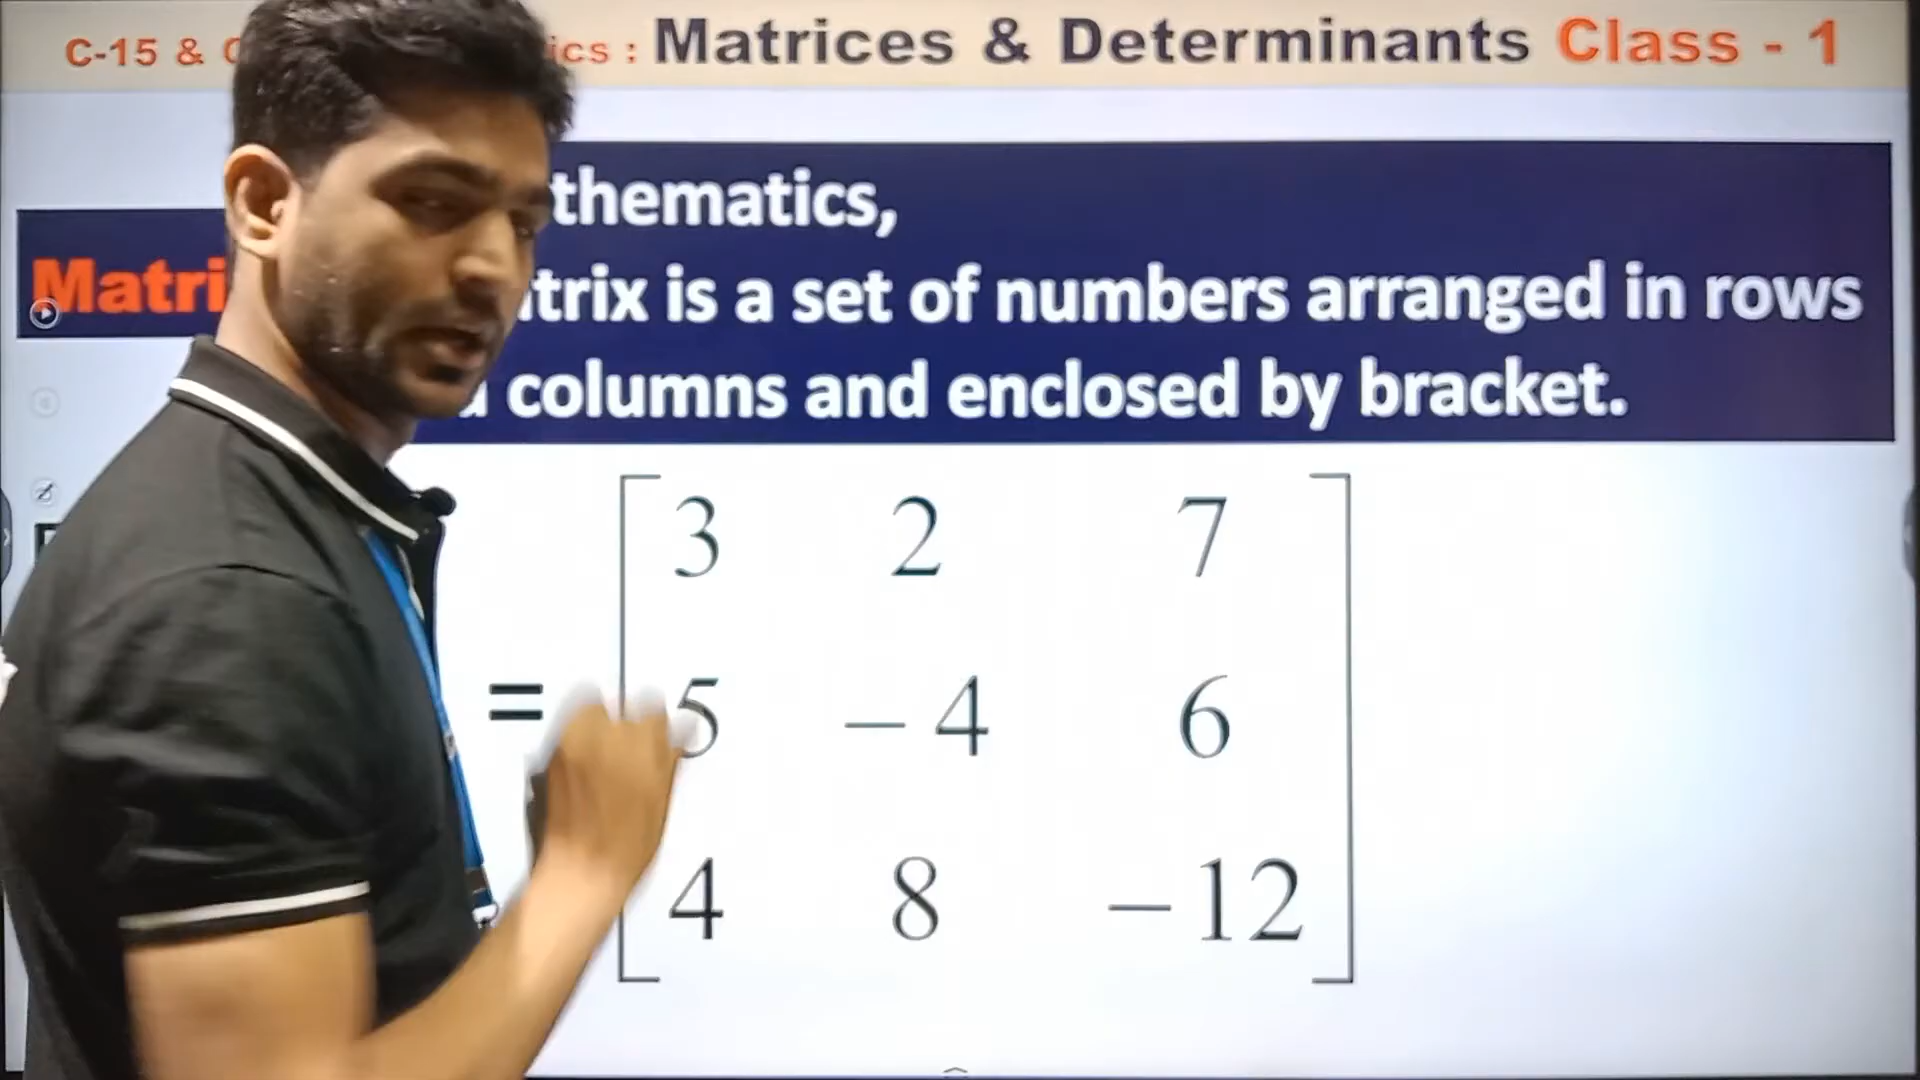 C-15 & C ics : Matrices & Determinants Class - 1
thematics,
Matri trix is a set of numbers arranged in rows
columns and enclosed by bracket.
3 2 7
= 5 – 4 6
4 8 – 12